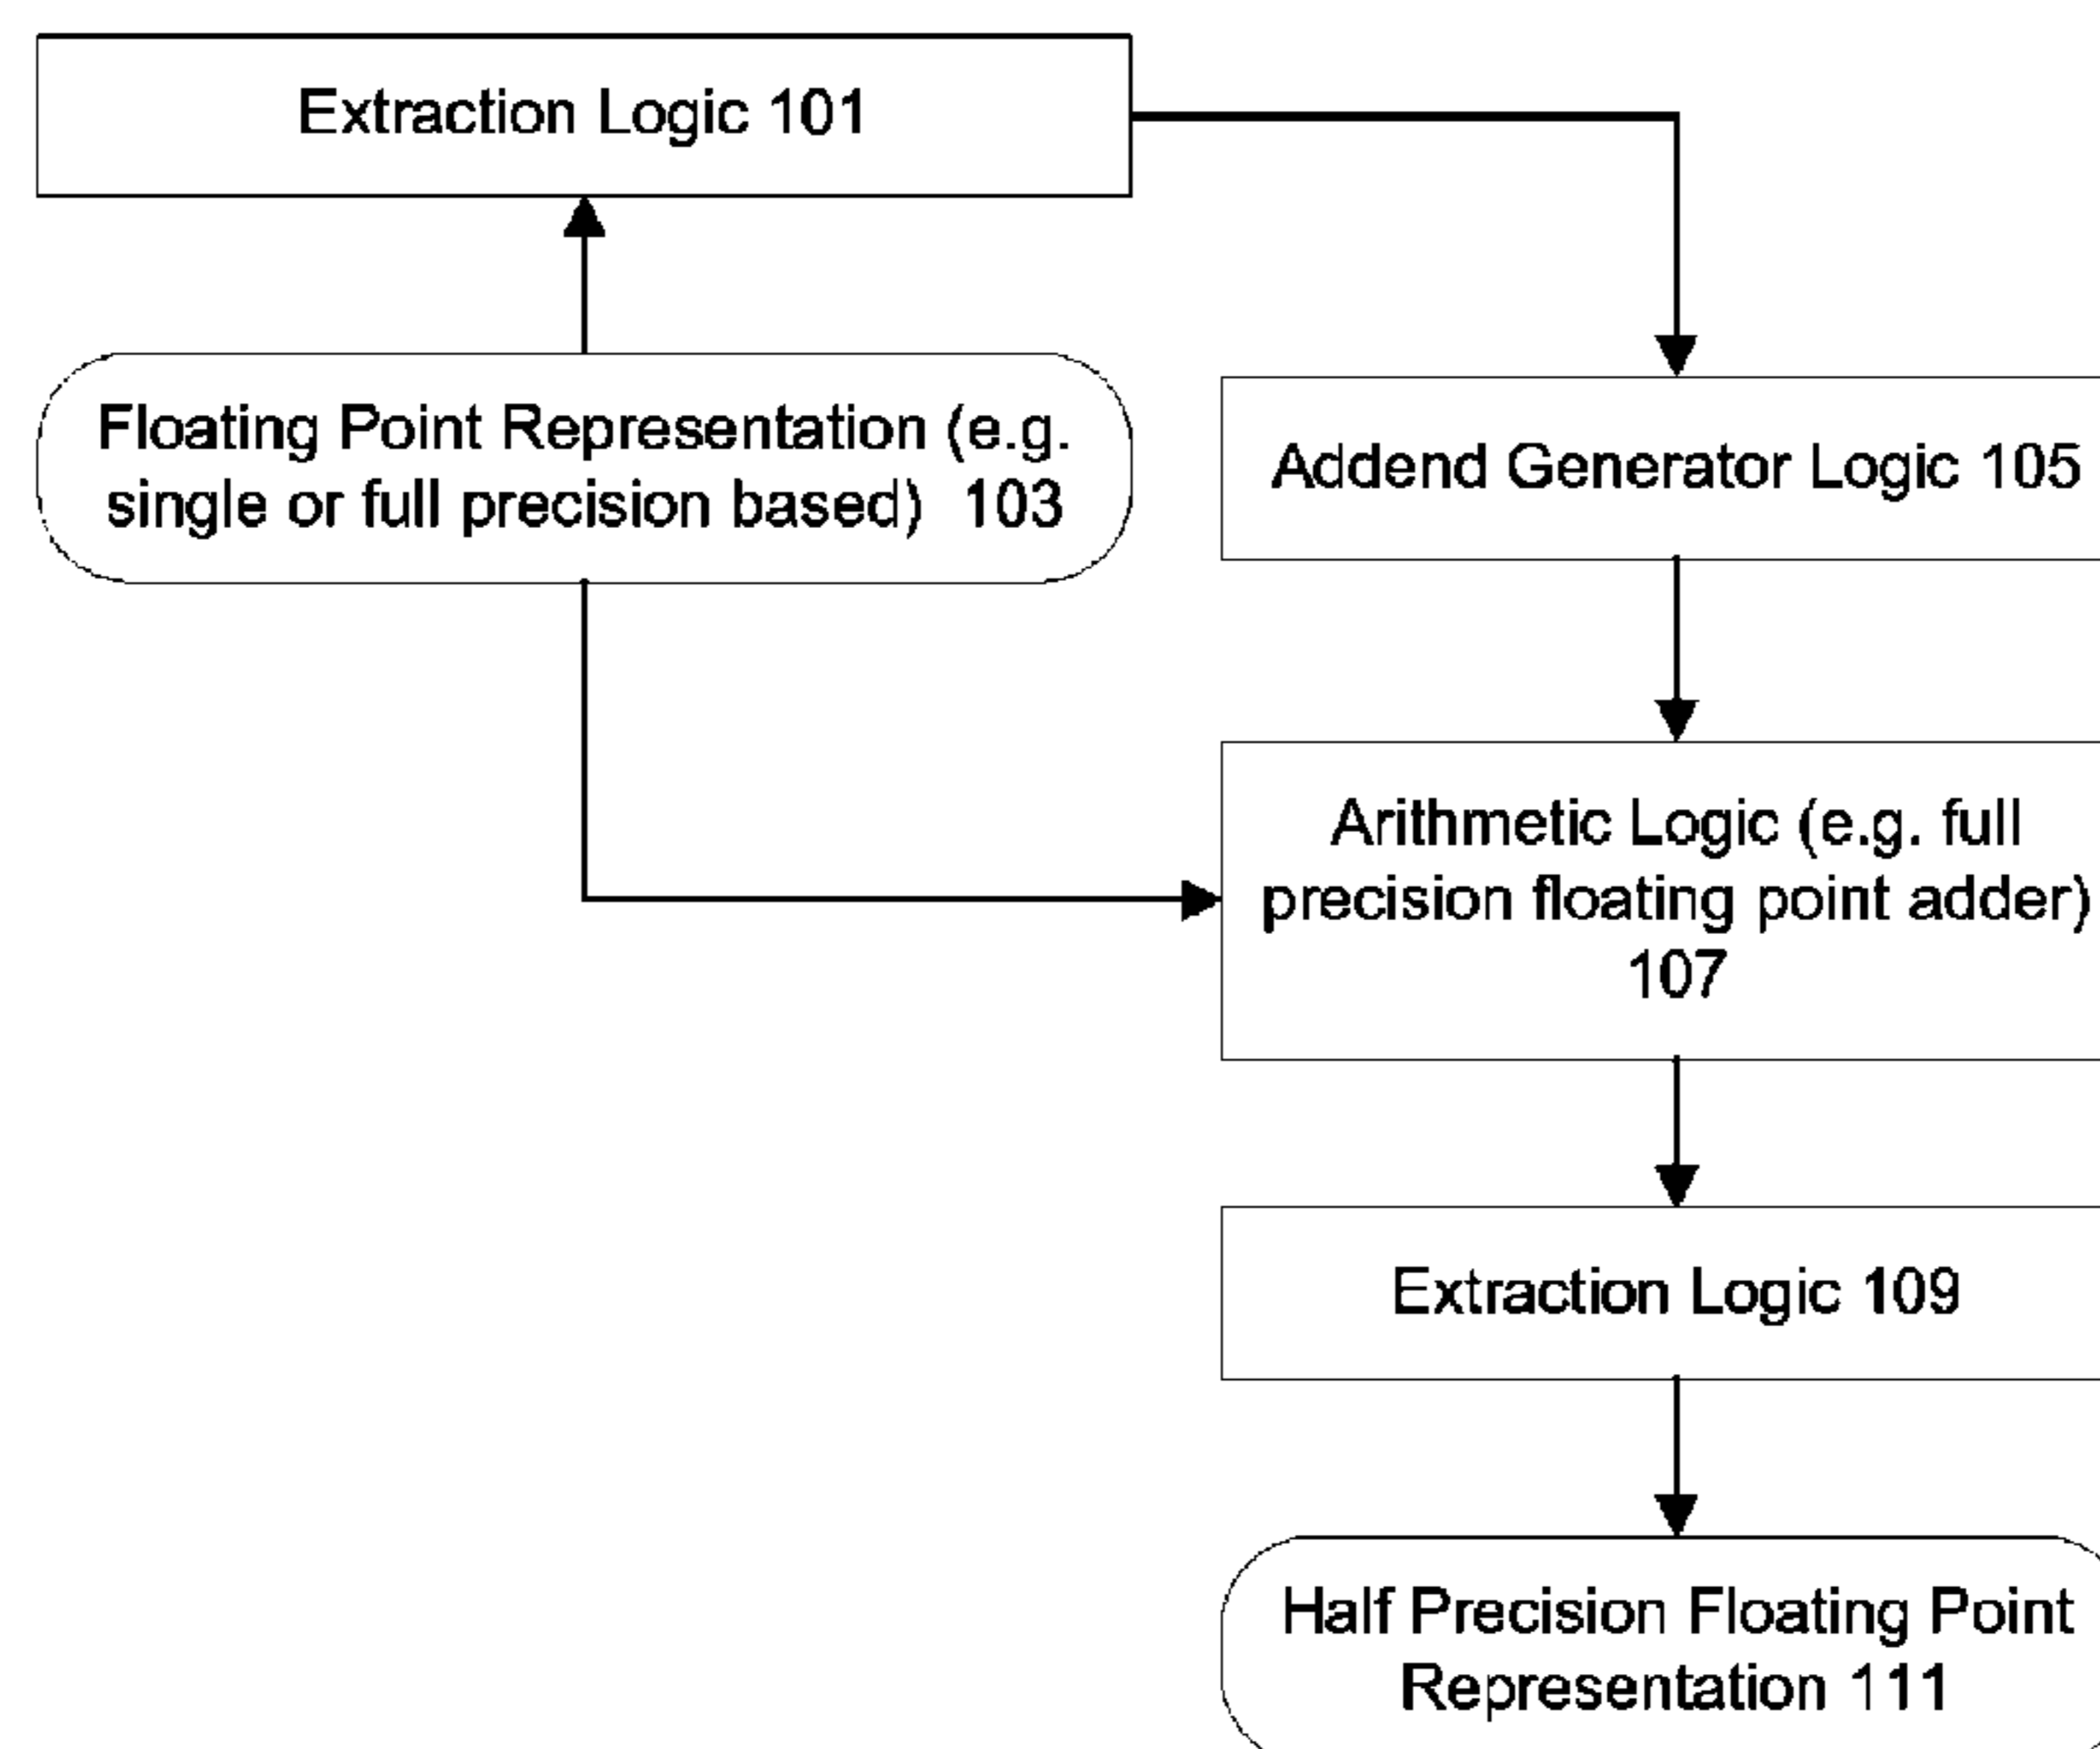 Extraction Logic 101
Floating Point Representation (e.g.
single or full precision based) 103
Addend Generator Logic 105
Arithmetic Logic (e.g. full
precision floating point adder)
107
Extraction Logic 109
Half Precision Floating Point
Representation 111